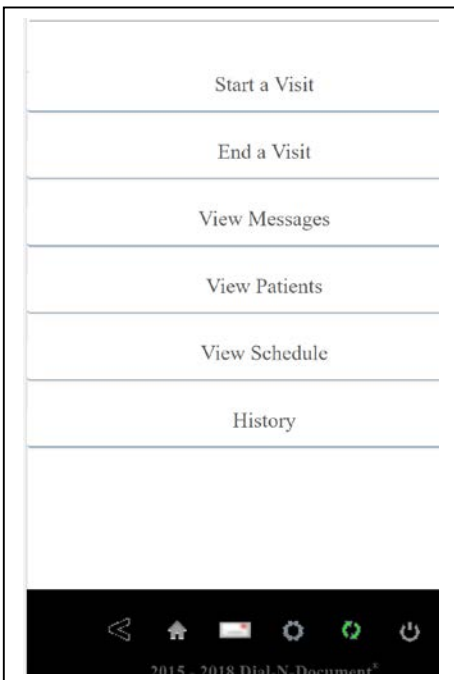 Start a Visit
End a Visit
View Messages
View Patients
View Schedule
History
2015 - 2018 Dial-N-Document®